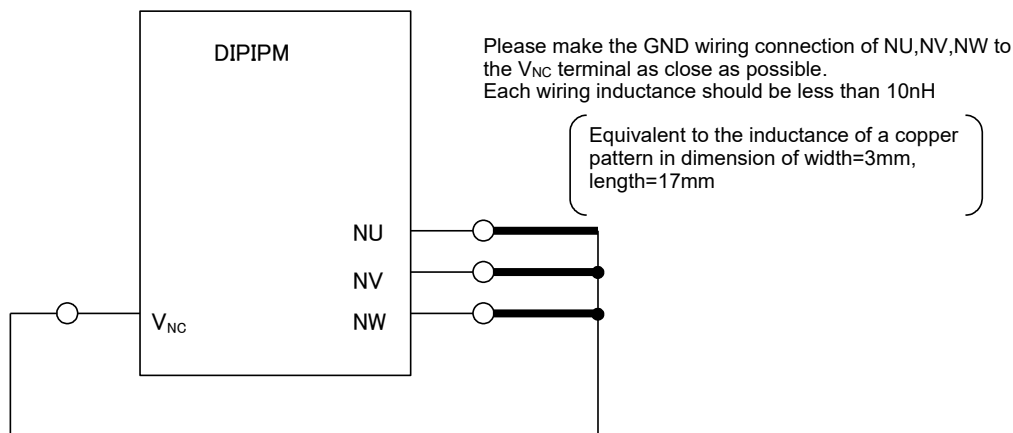 DIPIPM
Please make the GND wiring connection of NU,NV,NW to
the VNC terminal as close as possible.
Each wiring inductance should be less than 10nH
Equivalent to the inductance of a copper
pattern in dimension of width=3mm,
length=17mm
NU
NV
VNC
NW